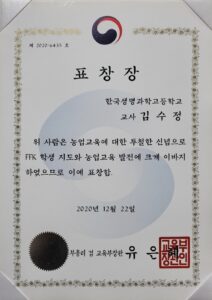 제 2020-6435 호
표 창 장
한국생명과학고등학교
교사 김 수 정
위 사람은 농업교육에 대한 투철한 신념으로
FFK 학생 지도와 농업교육 발전에 크게 이바지
하였으므로 이에 표창함.
2020년 12월 22일
부총리 겸 교육부장관 유 은